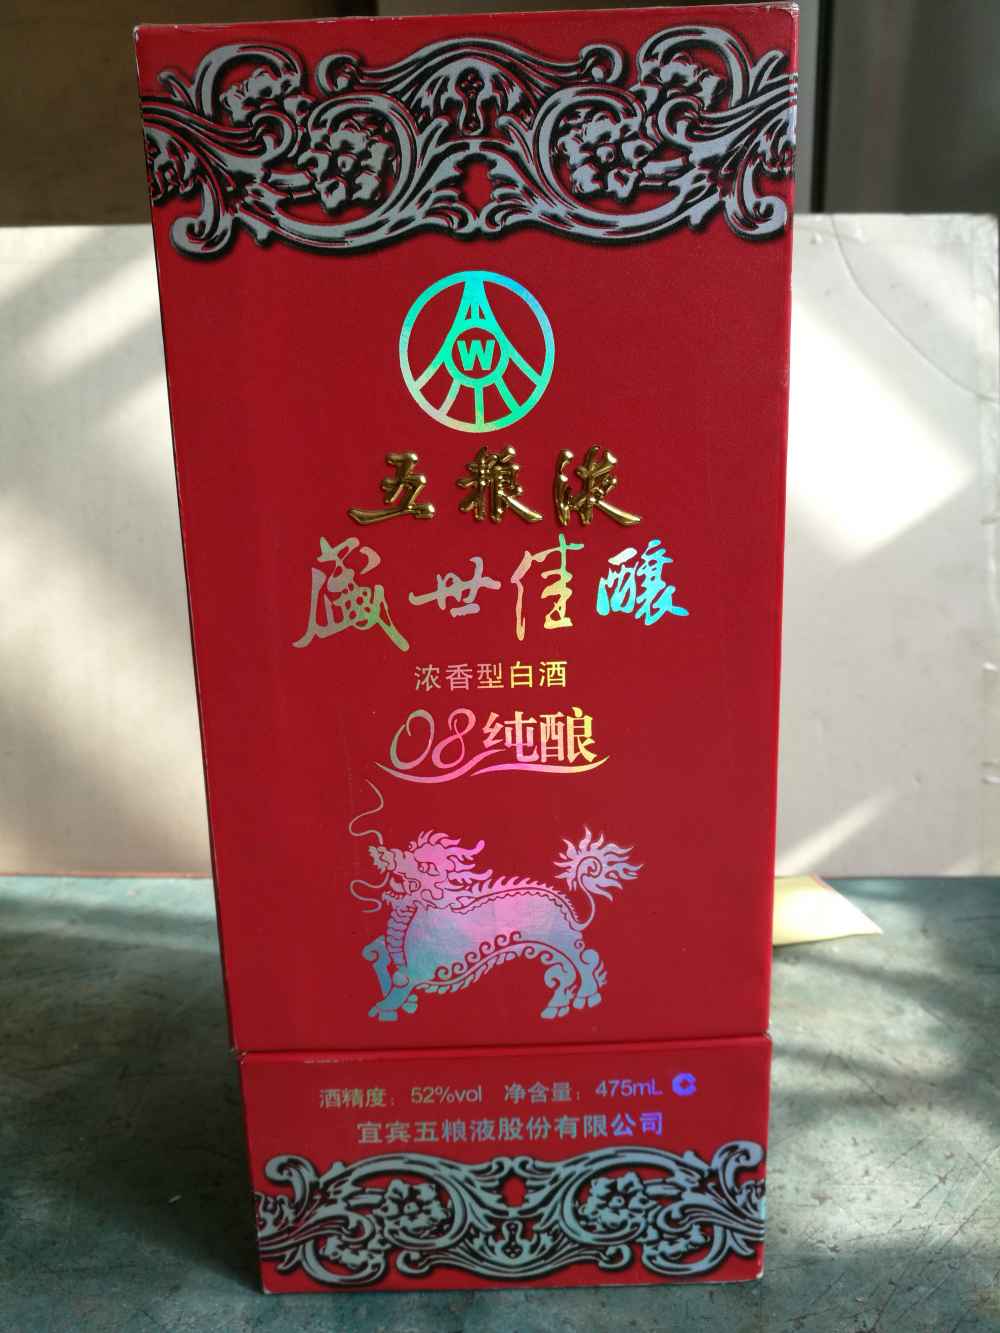 W
五粮液
盛世佳釀
浓香型白酒
08纯酿
酒精度：52%vol 净含量：475mL C
宜宾五粮液股份有限公司